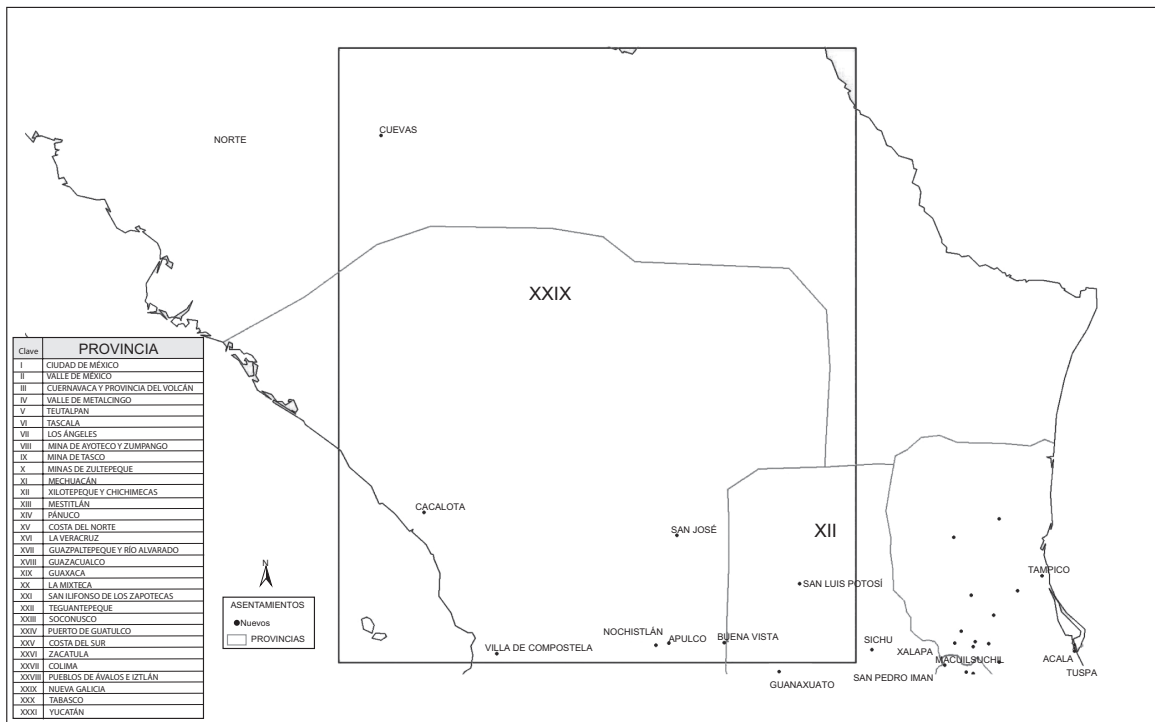 NORTE
CUEVAS
XXIX
Clave PROVINCIA
I CIUDAD DE MÉXICO
II VALLE DE MÉXICO
III CUERNAVACA Y PROVINCIA DEL VOLCÁN
IV VALLE DE METALCINGO
V TEUTALPAN
VI TASCALA
VII LOS ÁNGELES
VIII MINA DE AYOTECO Y ZUMPANGO
IX MINA DE TASCO
X MINAS DE ZULTEPEQUE
XI MECHUACÁN
XII XILOTEPEQUE Y CHICHIMECAS
XIII MESTITLÁN
XIV PÁNUCO
XV COSTA DEL NORTE
XVI LA VERACRUZ
XVII GUAZPALTEPEQUE Y RÍO ALVARADO
XVIII GUAZACUALCO
XIX GUAXACA
XX LA MIXTECA
XXI SAN ILIFONSO DE LOS ZAPOTECAS
XXII TEGUANTEPEQUE
XXIII SOCONUSCO
XXIV PUERTO DE GUATULCO
XXV COSTA DEL SUR
XXVI ZACATULA
XXVII COLIMA
XXVIII PUEBLOS DE ÁVALOS E IZTLÁN
XXIX NUEVA GALICIA
XXX TABASCO
XXXI YUCATÁN
N
ASENTAMIENTOS
Nuevos
PROVINCIAS
CACALOTA
SAN JOSÉ
XII
SAN LUIS POTOSÍ
TAMPICO
NOCHISTLÁN
APULCO
BUENA VISTA
VILLA DE COMPOSTELA
SICHU
XALAPA
MACUILSUCHIL
ACALA
TUSPA
SAN PEDRO IMAN
GUANAXUATO